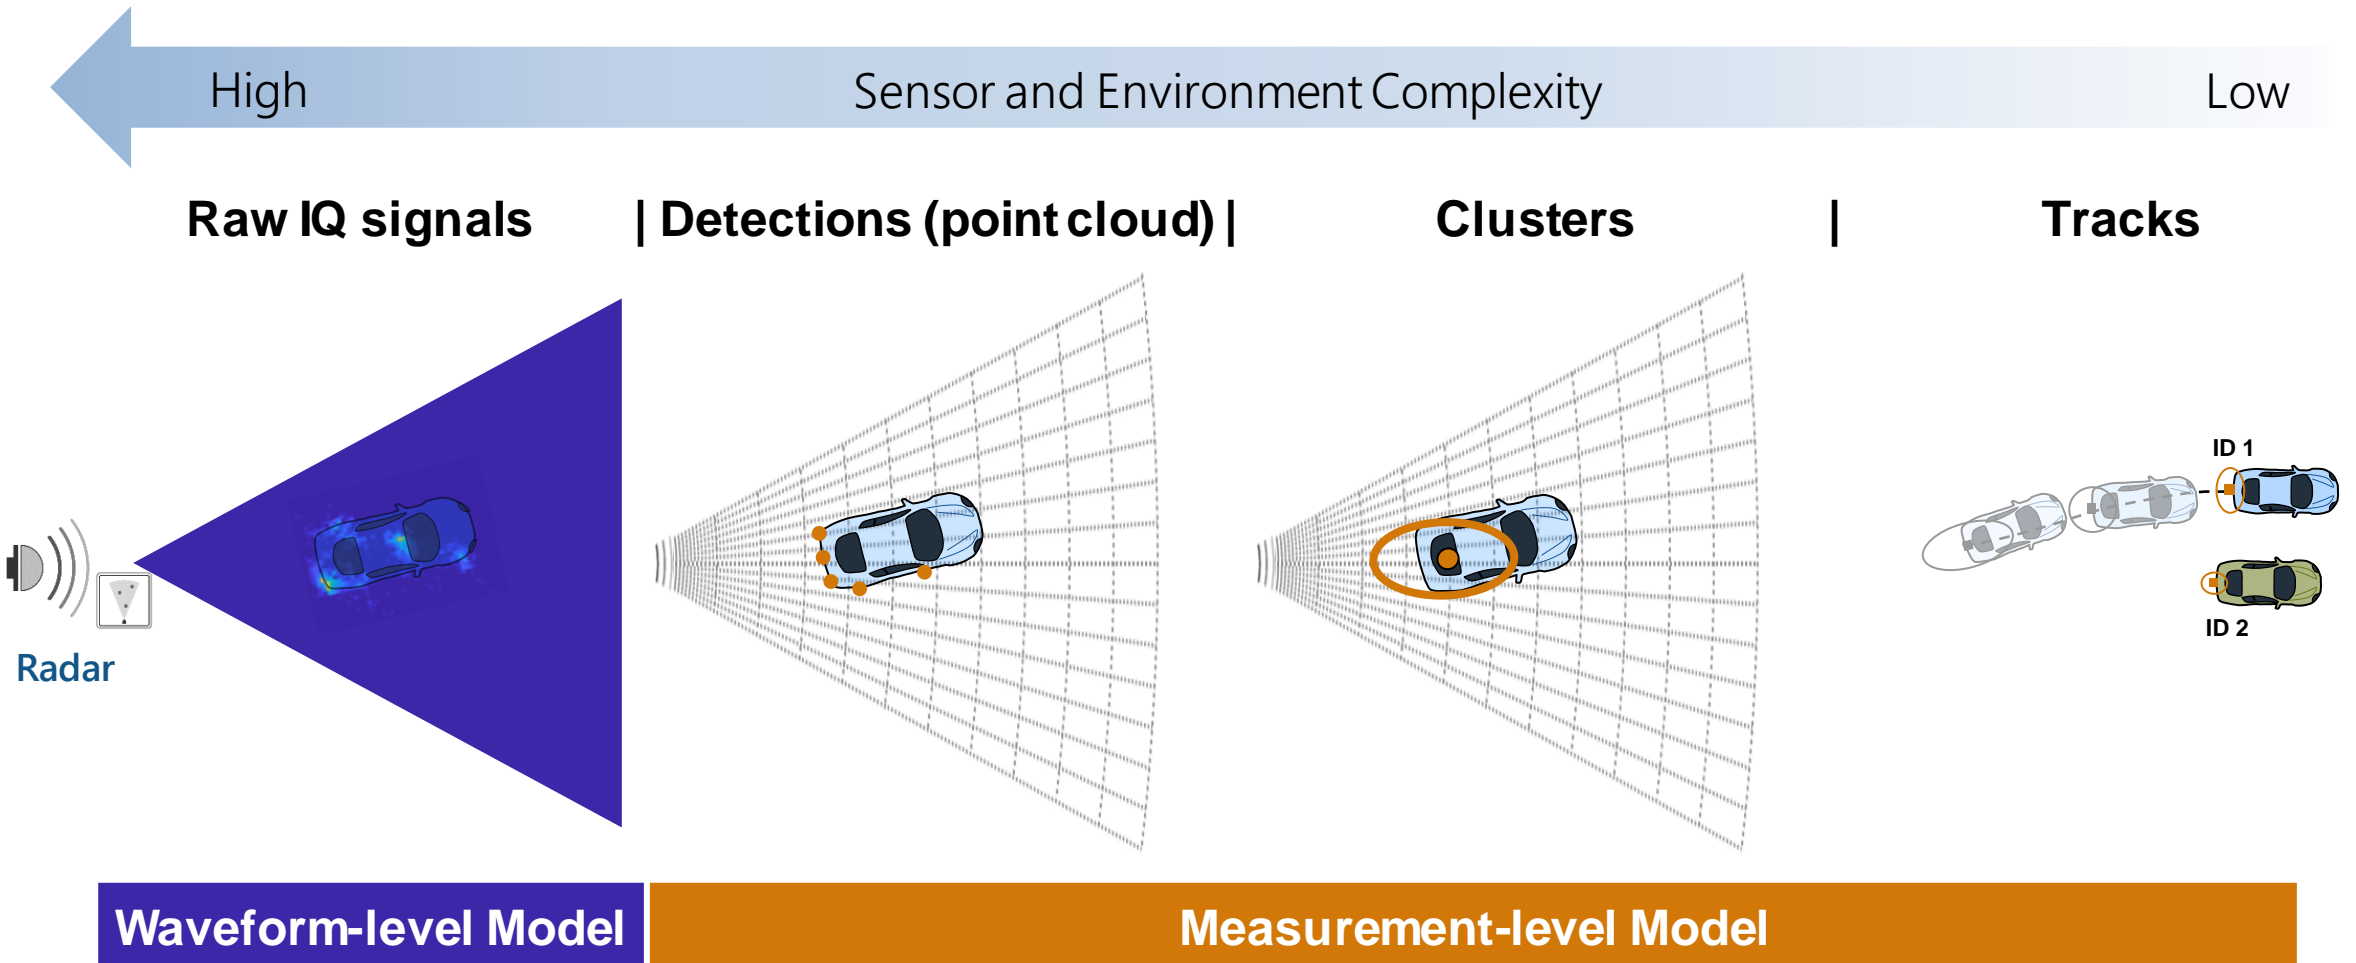 High Sensor and Environment Complexity Low
Raw IQ signals | Detections (point cloud) | Clusters | Tracks
ID 1
ID 2
Radar
Waveform-level Model Measurement-level Model